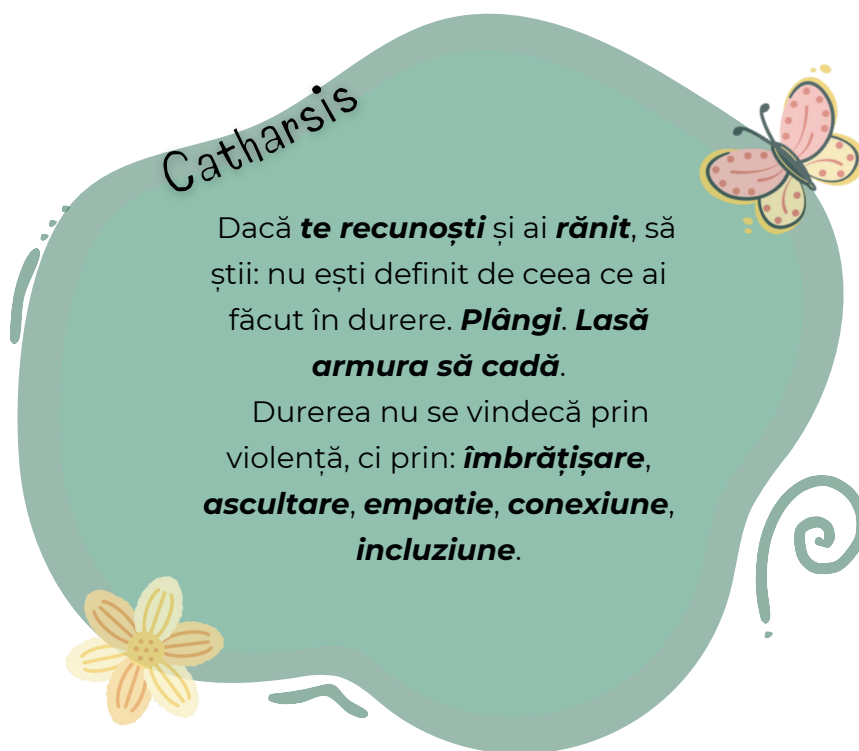 Catharsis
Dacă te recunoști și ai rănit, să
știi: nu ești definit de ceea ce ai
făcut în durere. Plângi. Lasă
armura să cadă.
Durerea nu se vindecă prin
violență, ci prin: îmbrățișare,
ascultare, empatie, conexiune,
incluziune.